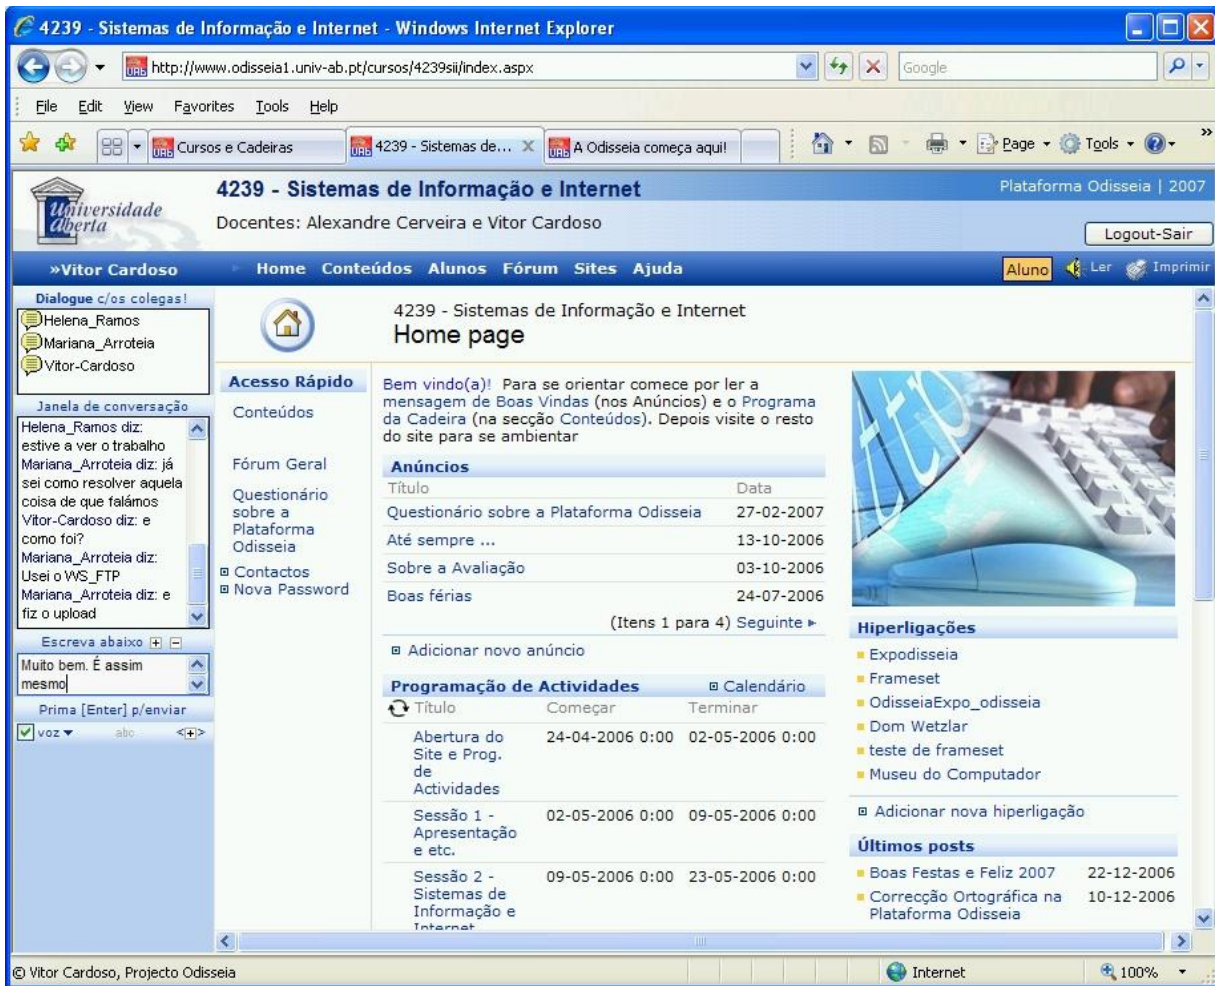 4239 - Sistemas de Informação e Internet - Windows Internet Explorer
http://www.odisseia1.univ-ab.pt/cursos/4239sii/index.aspx
Google
File Edit View Favorites Tools Help
Cursos e Cadeiras
4239 - Sistemas de...
A Odisseia começa aqui!
Page
Tools
Universidade
Aberta
4239 - Sistemas de Informação e Internet
Plataforma Odisseia | 2007
Docentes: Alexandre Cerveira e Vitor Cardoso
Logout-Sair
»Vitor Cardoso
Home Conteúdos Alunos Fórum Sites Ajuda
Aluno
Ler
Imprimir
Dialogue c/os colegas!
Helena_Ramos
Mariana_Arroteia
Vitor-Cardoso
Janela de conversação
Helena_Ramos diz:
estive a ver o trabalho
Mariana_Arroteia diz: já
sei como resolver aquela
coisa de que falámos
Vitor-Cardoso diz: e
como foi?
Mariana_Arroteia diz:
Usei o WS_FTP
Mariana_Arroteia diz: e
fiz o upload
Escreva abaixo
Muito bem. É assim
mesmo
Prima [Enter] p/enviar
voz
abc
<+>
4239 - Sistemas de Informação e Internet
Home page
Acesso Rápido
Conteúdos
Fórum Geral
Questionário
sobre a
Plataforma
Odisseia
Contactos
Nova Password
Bem vindo(a)! Para se orientar comece por ler a
mensagem de Boas Vindas (nos Anúncios) e o Programa
da Cadeira (na secção Conteúdos). Depois visite o resto
do site para se ambientar
Anúncios
Título Data
Questionário sobre a Plataforma Odisseia 27-02-2007
Até sempre ... 13-10-2006
Sobre a Avaliação 03-10-2006
Boas férias 24-07-2006
(Itens 1 para 4) Seguinte
Adicionar novo anúncio
Programação de Actividades Calendário
Título Começar Terminar
Abertura do 24-04-2006 0:00 02-05-2006 0:00
Site e Prog.
de
Actividades
Sessão 1 - 02-05-2006 0:00 09-05-2006 0:00
Apresentação
e etc.
Sessão 2 - 09-05-2006 0:00 23-05-2006 0:00
Sistemas de
Informação e
Internet
http
Hiperligações
Expodisseia
Frameset
OdisseiaExpo_odisseia
Dom Wetzlar
teste de frameset
Museu do Computador
Adicionar nova hiperligação
Últimos posts
Boas Festas e Feliz 2007 22-12-2006
Correcção Ortográfica na 10-12-2006
Plataforma Odisseia
© Vitor Cardoso, Projecto Odisseia
Internet
100%